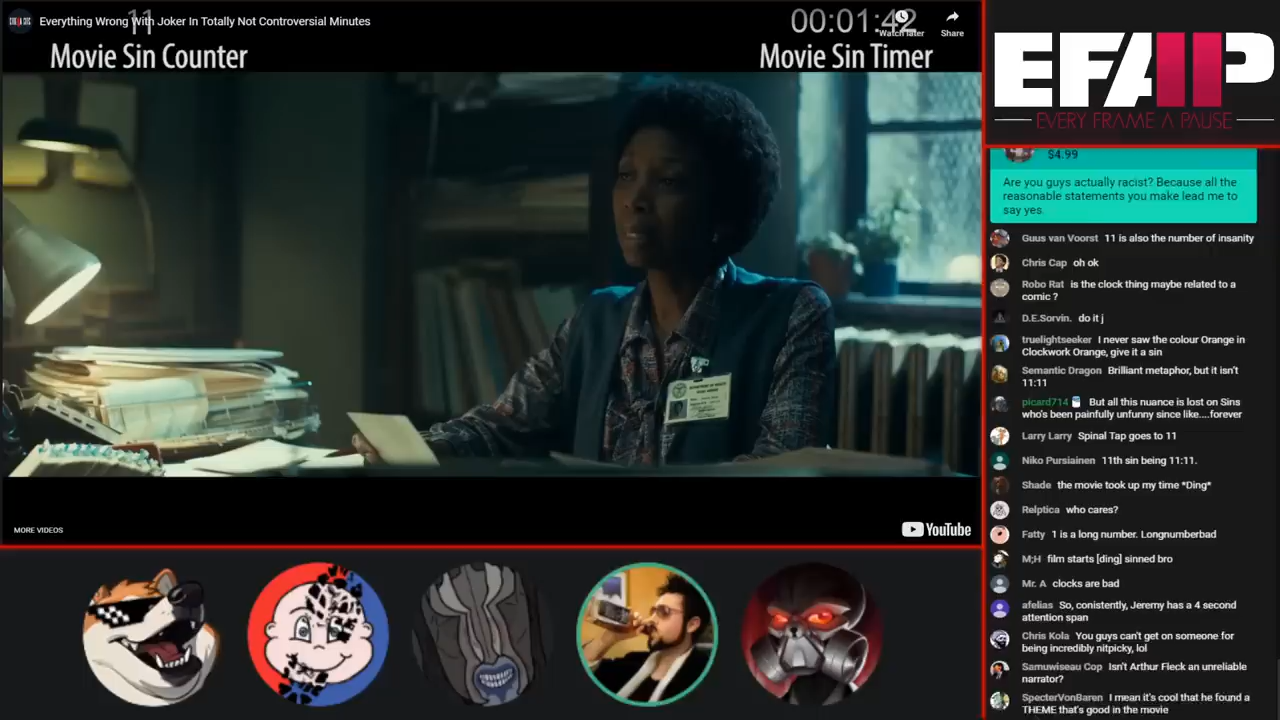 Everything Wrong With Joker In Totally Not Controversial Minutes
11
00:01:42
Watch later
Share
Movie Sin Counter
Movie Sin Timer
MORE VIDEOS
YouTube
EFAP
EVERY FRAME A PAUSE
$4.99
Are you guys actually racist? Because all the
reasonable statements you make lead me to
say yes.
Guus van Voorst 11 is also the number of insanity
Chris Cap oh ok
Robo Rat is the clock thing maybe related to a
comic ?
D.E.Sorvin. do it j
truelightseeker I never saw the colour Orange in
Clockwork Orange, give it a sin
Semantic Dragon Brilliant metaphor, but it isn't
11:11
picard714 But all this nuance is lost on Sins
who's been painfully unfunny since like....forever
Larry Larry Spinal Tap goes to 11
Niko Pursiainen 11th sin being 11:11.
Shade the movie took up my time *Ding*
Relptica who cares?
Fatty 1 is a long number. Longnumberbad
M;H film starts [ding] sinned bro
Mr. A clocks are bad
afelias So, conistently, Jeremy has a 4 second
attention span
Chris Kola You guys can't get on someone for
being incredibly nitpicky, lol
Samuwiseau Cop Isn't Arthur Fleck an unreliable
narrator?
SpecterVonBaren I mean it's cool that he found a
THEME that's good in the movie